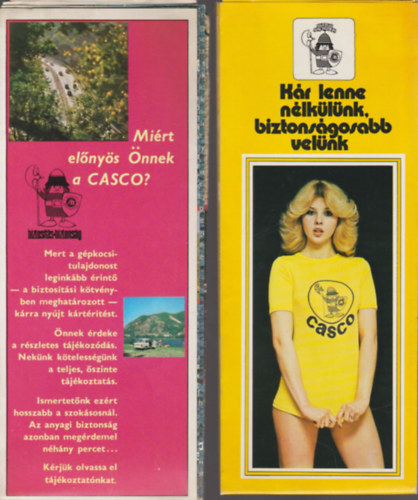 Miért
előnyös Önnek
a CASCO?
biztosítás-biztonság
Mert a gépkocsi-
tulajdonost
leginkább érintő
— a biztosítási kötvény-
ben meghatározott —
kárra nyújt kártérítést.
Önnek érdeke
a részletes tájékozódás.
Nekünk kötelességünk
a teljes, őszinte
tájékoztatás.
Ismertetőnk ezért
hosszabb a szokásosnál.
Az anyagi biztonság
azonban megérdemel
néhány percet...
Kérjük olvassa el
tájékoztatónkat.
Kár lenne
nélkülünk,
biztonságosabb
velünk
casco